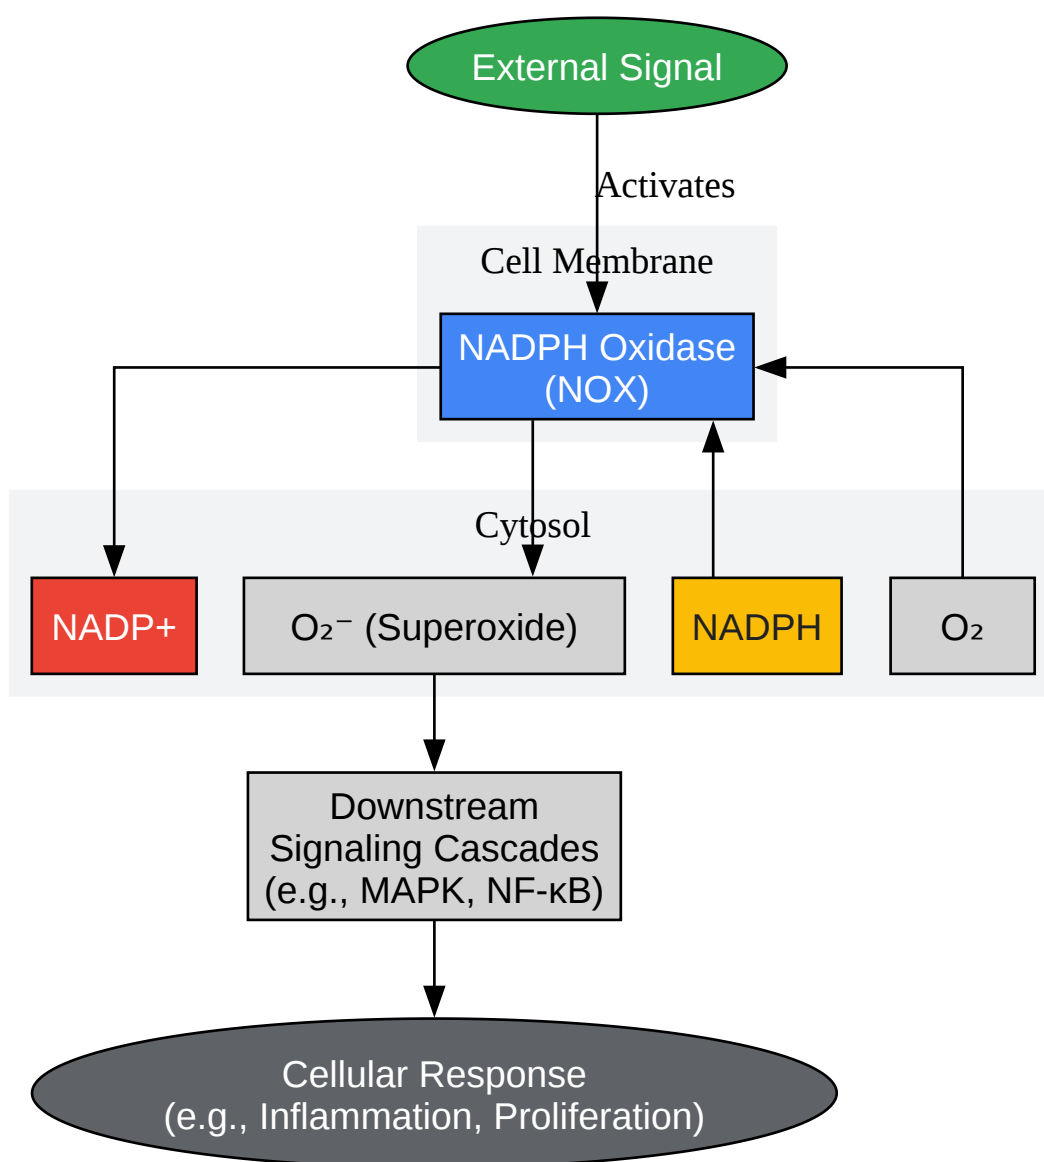 External Signal
Activates
Cell Membrane
NADPH Oxidase
(NOX)
Cytosol
NADP+
O₂⁻ (Superoxide)
NADPH
O₂
Downstream
Signaling Cascades
(e.g., MAPK, NF-κB)
Cellular Response
(e.g., Inflammation, Proliferation)